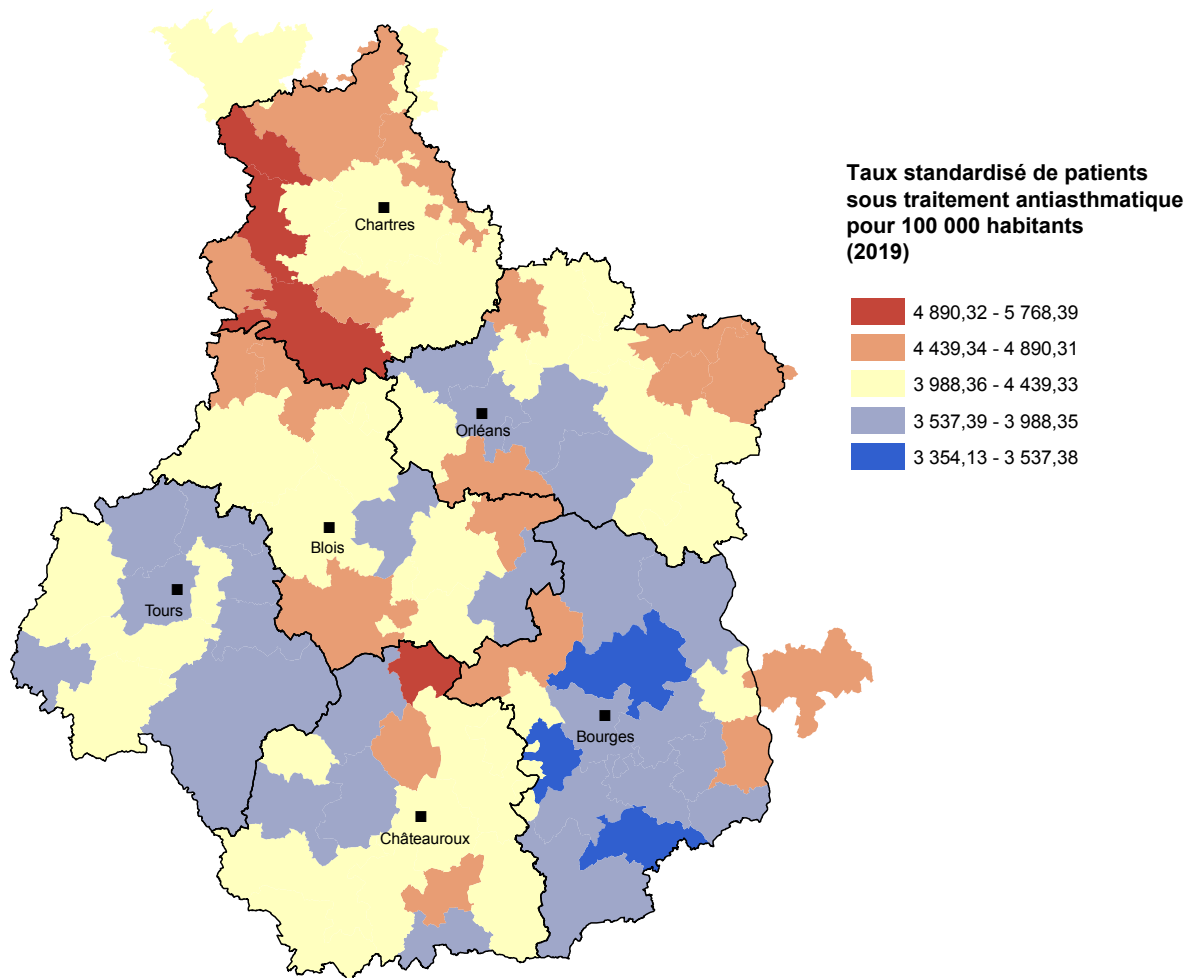 Taux standardisé de patients
sous traitement antiasthmatique
pour 100 000 habitants
(2019)
4 890,32 - 5 768,39
4 439,34 - 4 890,31
3 988,36 - 4 439,33
3 537,39 - 3 988,35
3 354,13 - 3 537,38
Chartres
Orléans
Blois
Tours
Bourges
Châteauroux